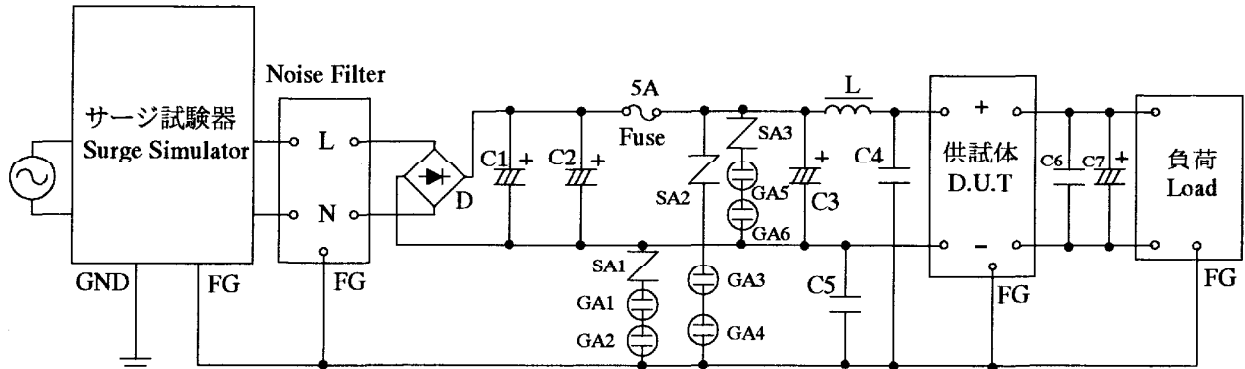 サージ試験器
Surge Simulator
GND
FG
Noise Filter
L
N
FG
D
C1
+
C2
+
5A
Fuse
SA1
GA1
GA2
SA2
GA3
GA4
SA3
GA5
GA6
+
C3
L
C4
C5
+
供試体
D.U.T
−
FG
C6
C7
+
負荷
Load
FG